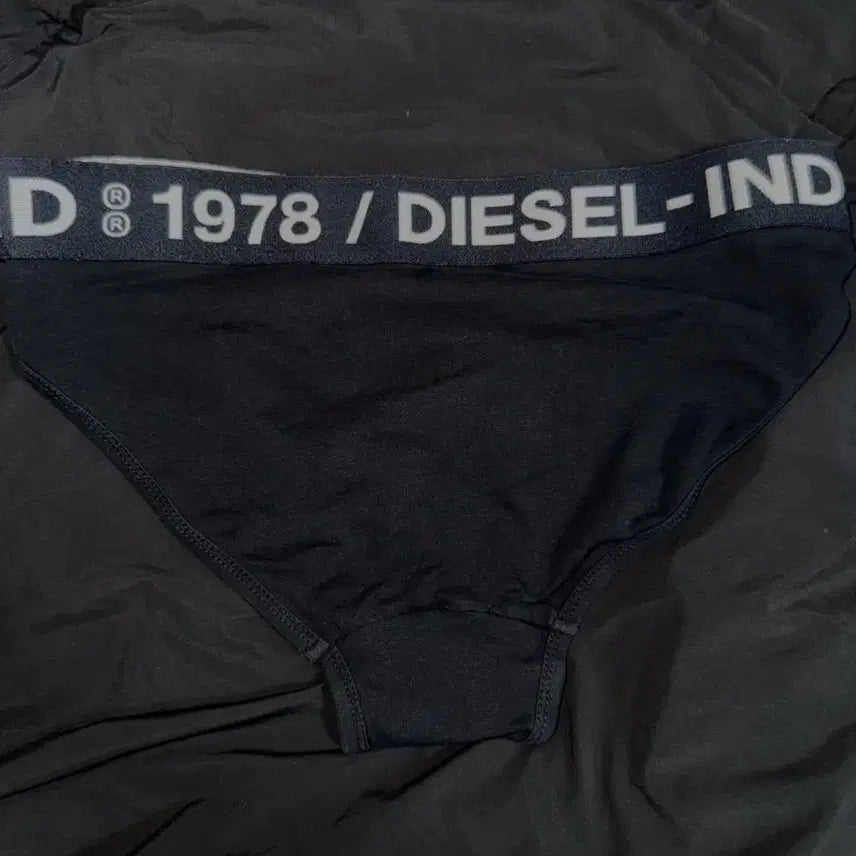 D ® ® 1978 / DIESEL-IND